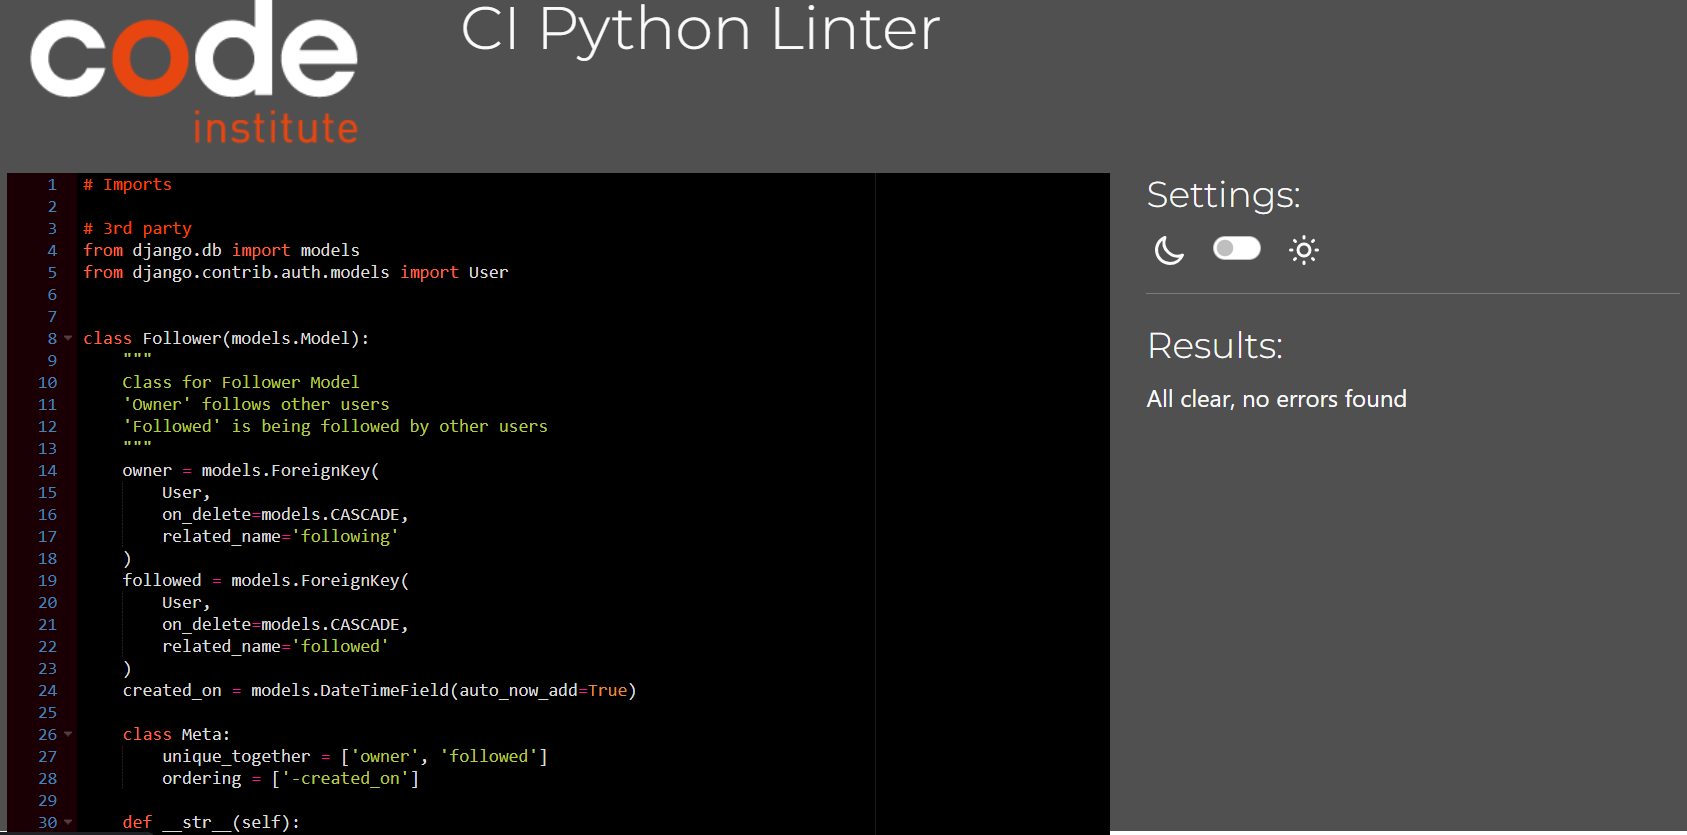 code
institute
CI Python Linter
1 # Imports
2
3 # 3rd party
4 from django.db import models
5 from django.contrib.auth.models import User
6
7
8 class Follower(models.Model):
9     """
10     Class for Follower Model
11     'Owner' follows other users
12     'Followed' is being followed by other users
13     """
14     owner = models.ForeignKey(
15         User,
16         on_delete=models.CASCADE,
17         related_name='following'
18     )
19     followed = models.ForeignKey(
20         User,
21         on_delete=models.CASCADE,
22         related_name='followed'
23     )
24     created_on = models.DateTimeField(auto_now_add=True)
25
26     class Meta:
27         unique_together = ['owner', 'followed']
28         ordering = ['-created_on']
29
30     def __str__(self):
Settings:
Results:
All clear, no errors found